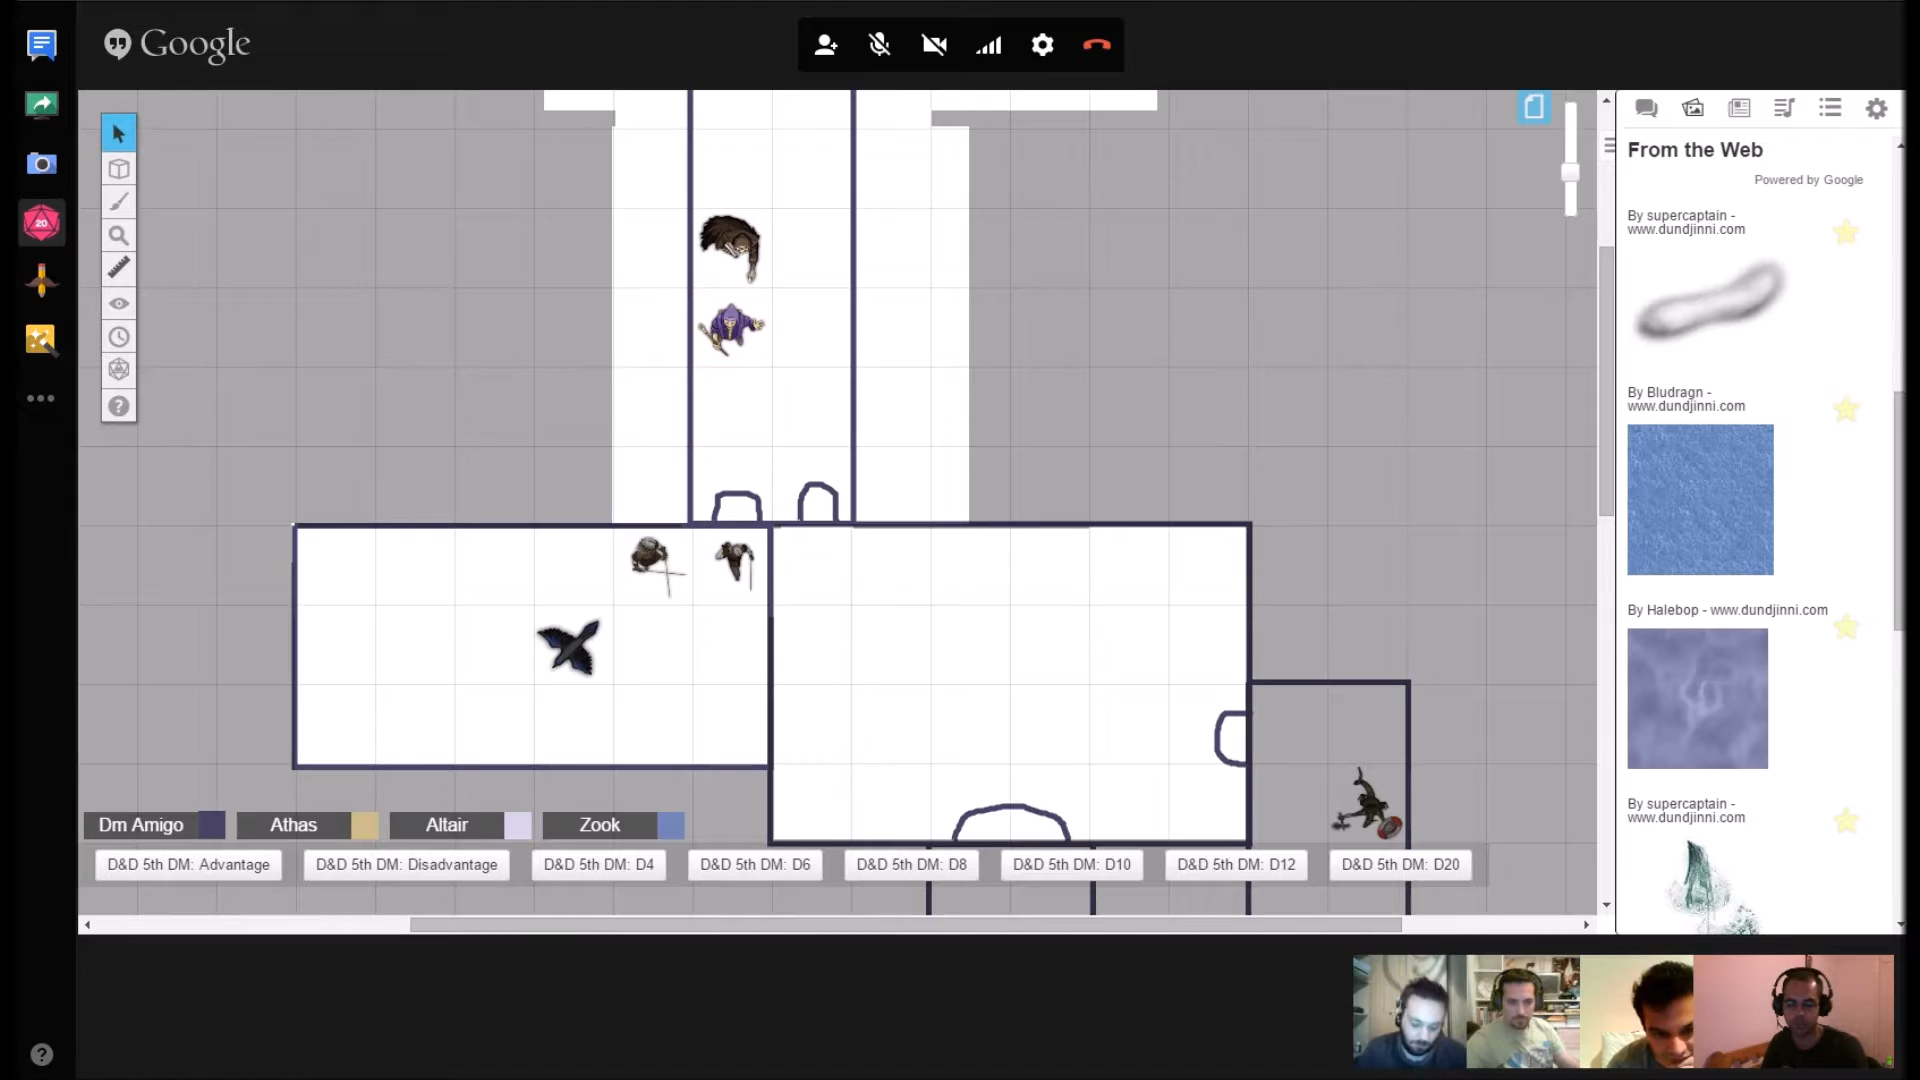 Google
From the Web
Powered by Google
By supercaptain -
www.dundjinni.com
By Bludragn -
www.dundjinni.com
By Halebop - www.dundjinni.com
By supercaptain -
www.dundjinni.com
20
Dm Amigo
Athas
Altair
Zook
D&D 5th DM: Advantage
D&D 5th DM: Disadvantage
D&D 5th DM: D4
D&D 5th DM: D6
D&D 5th DM: D8
D&D 5th DM: D10
D&D 5th DM: D12
D&D 5th DM: D20